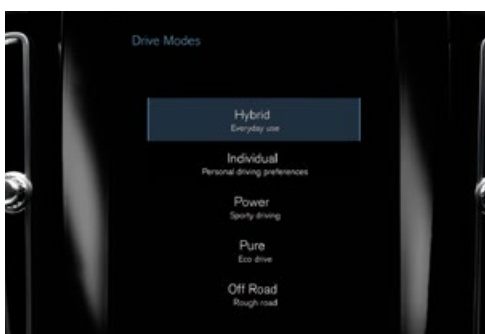 Drive Modes
Hybrid
Everyday use
Individual
Personal driving preferences
Power
Sporty driving
Pure
Eco drive
Off Road
Rough road